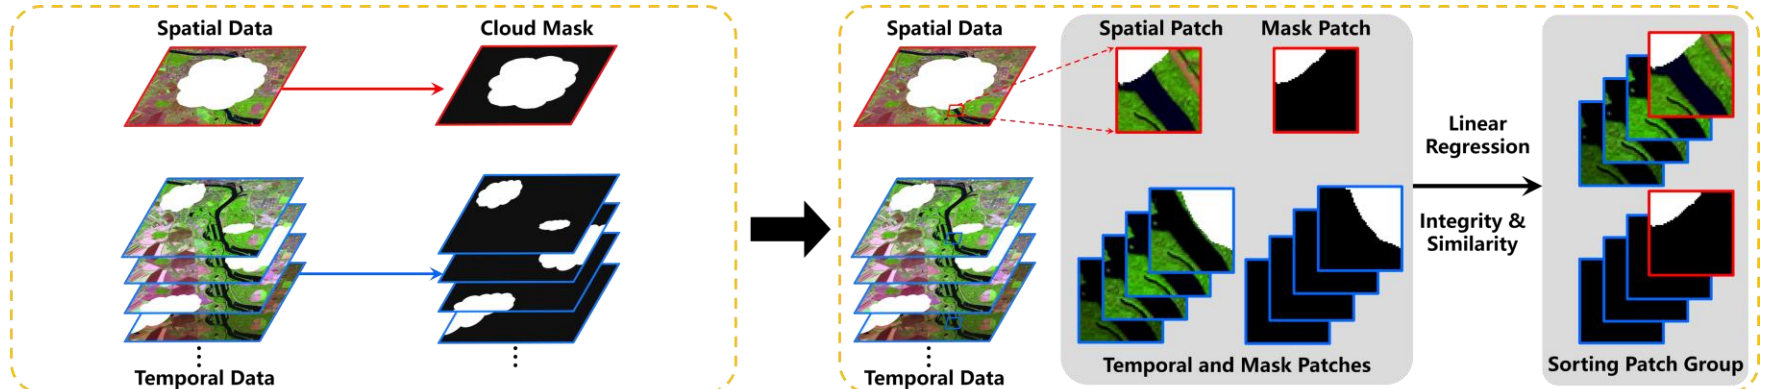 Spatial Data
Cloud Mask
Temporal Data
Spatial Data
Spatial Patch
Mask Patch
Temporal Data
Temporal and Mask Patches
Linear
Regression
Integrity &
Similarity
Sorting Patch Group